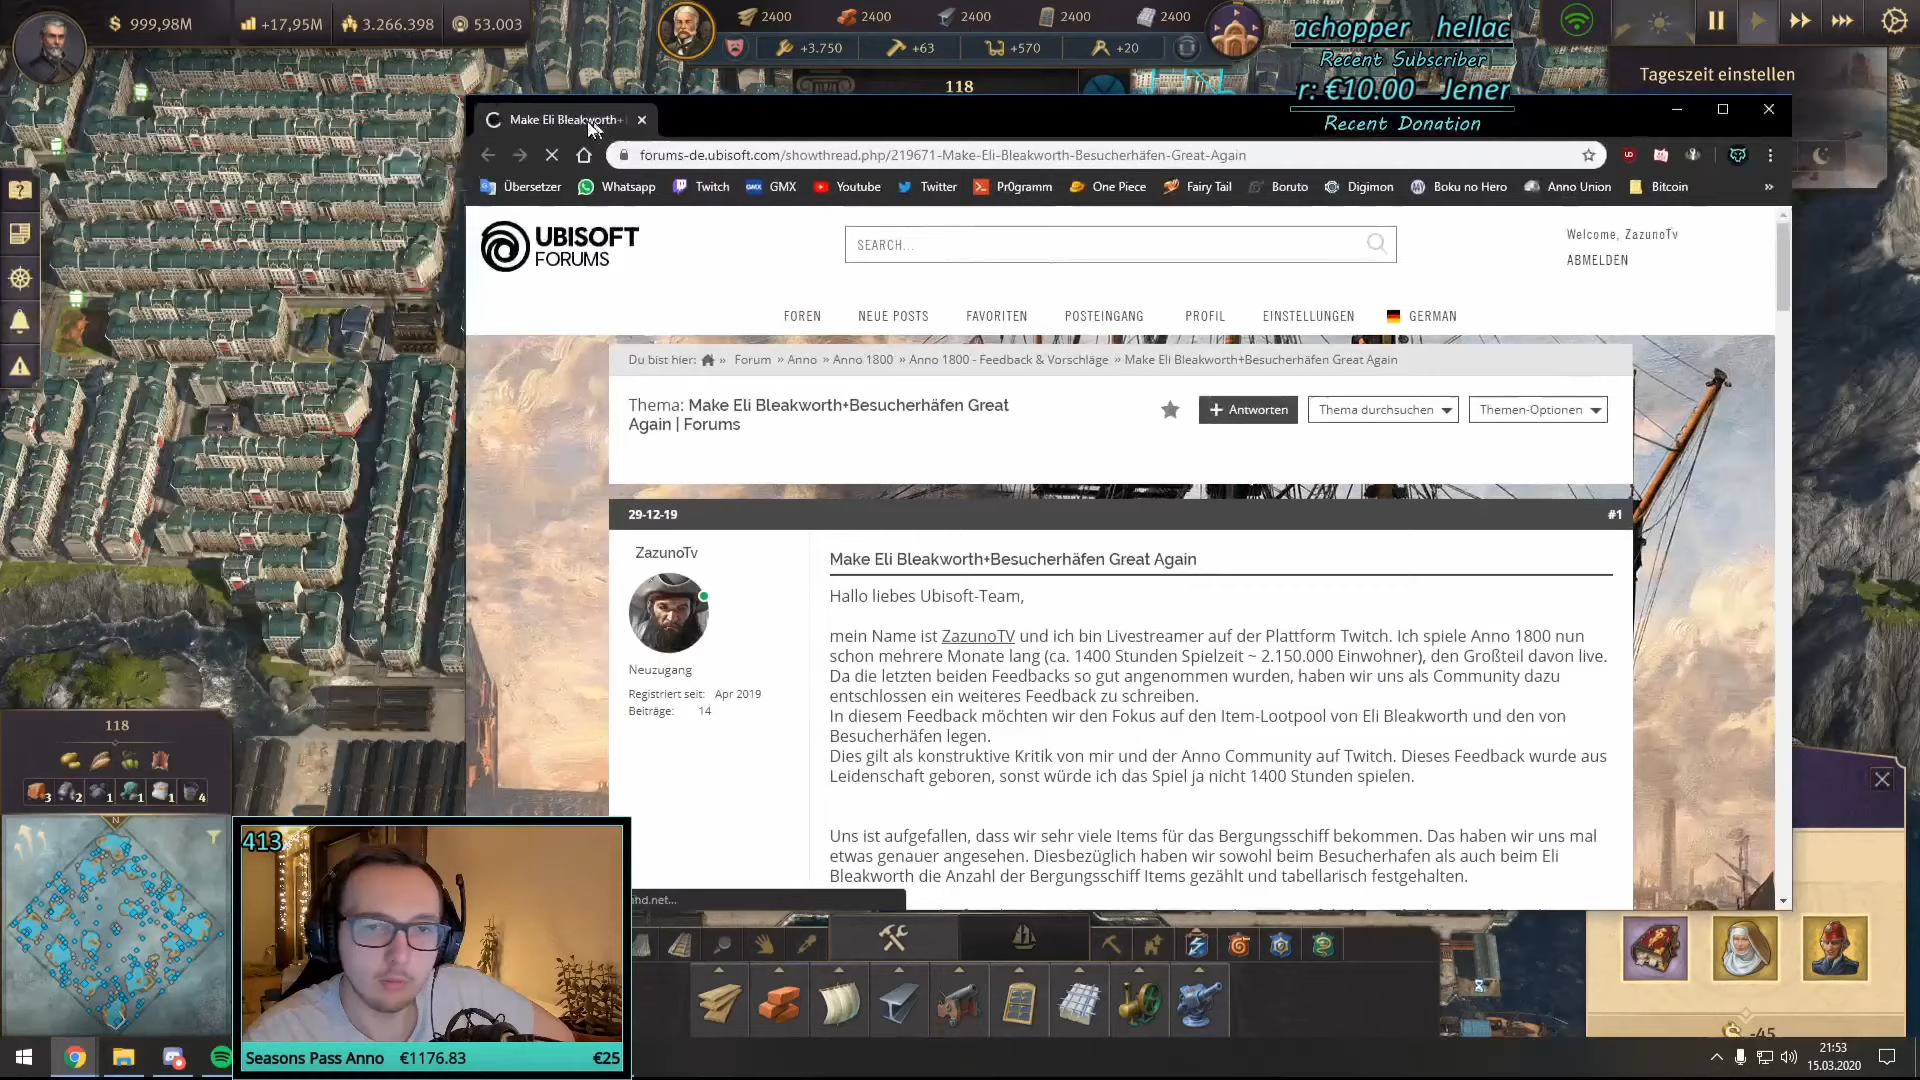 999,98M
+17,95M
3.266.398
53.003
2400
2400
2400
2400
2400
+3.750
+63
+570
+20
118
achopper hellac
Recent Subscriber
r: €10.00 Jener
Recent Donation
Tageszeit einstellen
Make Eli Bleakworth+
forums-de.ubisoft.com/showthread.php/219671-Make-Eli-Bleakworth-Besucherhäfen-Great-Again
Übersetzer
Whatsapp
Twitch
GMX
Youtube
Twitter
Pr0gramm
One Piece
Fairy Tail
Boruto
Digimon
Boku no Hero
Anno Union
Bitcoin
»
UBISOFT
FORUMS
SEARCH...
Welcome, ZazunoTv
ABMELDEN
FOREN
NEUE POSTS
FAVORITEN
POSTEINGANG
PROFIL
EINSTELLUNGEN
GERMAN
Du bist hier: » Forum » Anno » Anno 1800 » Anno 1800 - Feedback & Vorschläge » Make Eli Bleakworth+Besucherhäfen Great Again
Thema: Make Eli Bleakworth+Besucherhäfen Great
Again | Forums
+ Antworten
Thema durchsuchen
Themen-Optionen
29-12-19
#1
ZazunoTv
Neuzugang
Registriert seit: Apr 2019
Beiträge: 14
Make Eli Bleakworth+Besucherhäfen Great Again
Hallo liebes Ubisoft-Team,
mein Name ist ZazunoTV und ich bin Livestreamer auf der Plattform Twitch. Ich spiele Anno 1800 nun
schon mehrere Monate lang (ca. 1400 Stunden Spielzeit ~ 2.150.000 Einwohner), den Großteil davon live.
Da die letzten beiden Feedbacks so gut angenommen wurden, haben wir uns als Community dazu
entschlossen ein weiteres Feedback zu schreiben.
In diesem Feedback möchten wir den Fokus auf den Item-Lootpool von Eli Bleakworth und den von
Besucherhäfen legen.
Dies gilt als konstruktive Kritik von mir und der Anno Community auf Twitch. Dieses Feedback wurde aus
Leidenschaft geboren, sonst würde ich das Spiel ja nicht 1400 Stunden spielen.
Uns ist aufgefallen, dass wir sehr viele Items für das Bergungsschiff bekommen. Das haben wir uns mal
etwas genauer angesehen. Diesbezüglich haben wir sowohl beim Besucherhafen als auch beim Eli
Bleakworth die Anzahl der Bergungsschiff Items gezählt und tabellarisch festgehalten.
118
3
2
1
1
1
4
N
413
Seasons Pass Anno €1176.83 €25
-45
21:53
15.03.2020